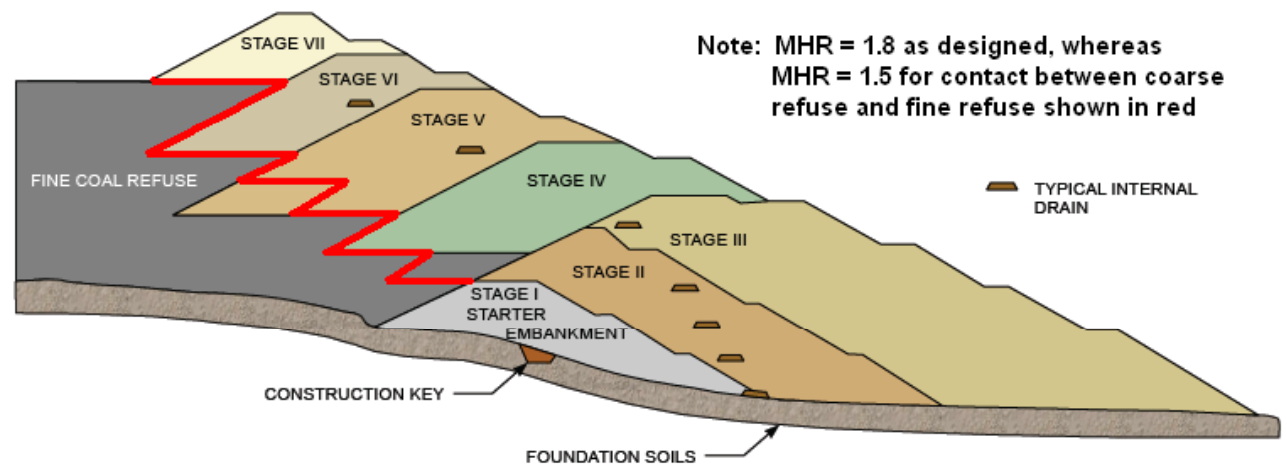 STAGE VII
Note: MHR = 1.8 as designed, whereas
MHR = 1.5 for contact between coarse
refuse and fine refuse shown in red
STAGE VI
STAGE V
FINE COAL REFUSE
STAGE IV
TYPICAL INTERNAL
DRAIN
STAGE III
STAGE II
STAGE I
STARTER
EMBANKMENT
CONSTRUCTION KEY
FOUNDATION SOILS